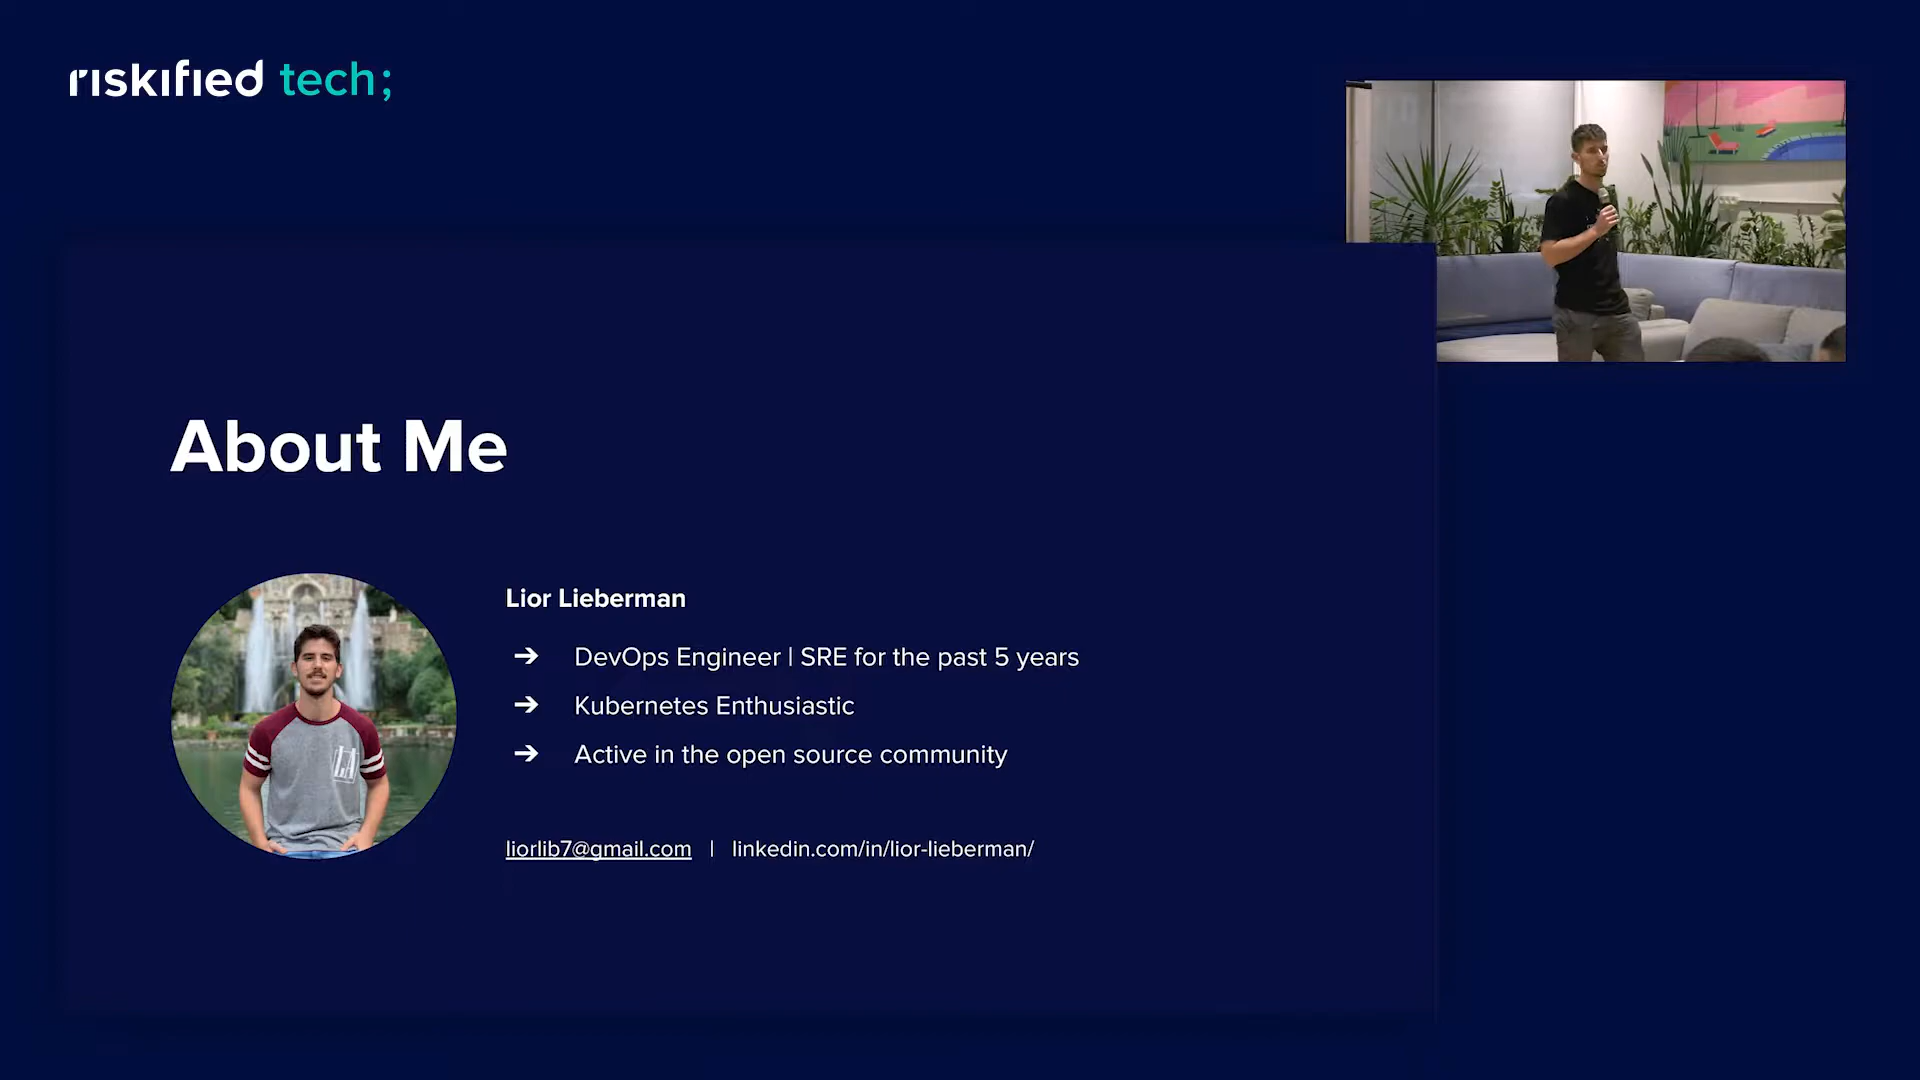 riskified tech;
About Me
Lior Lieberman
➔ DevOps Engineer | SRE for the past 5 years
➔ Kubernetes Enthusiastic
➔ Active in the open source community
liorlib7@gmail.com | linkedin.com/in/lior-lieberman/